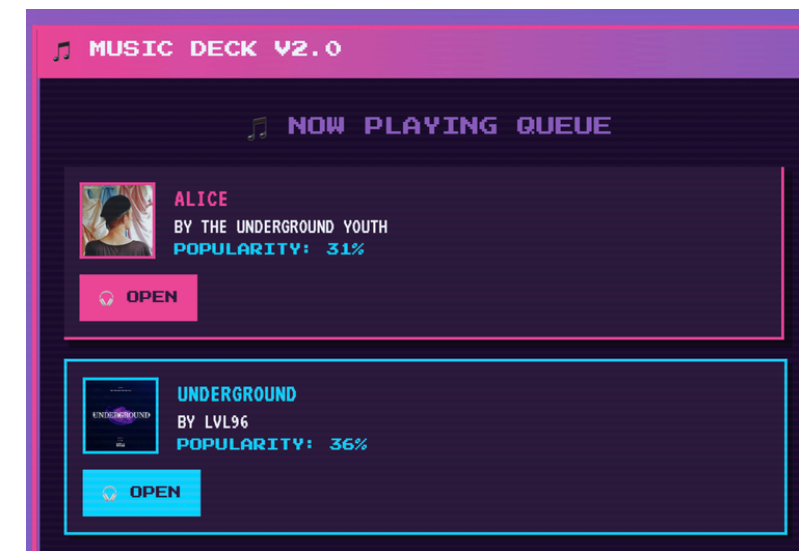 MUSIC DECK V2.0
NOW PLAYING QUEUE
ALICE
BY THE UNDERGROUND YOUTH
POPULARITY: 31%
OPEN
UNDERGROUND
UNDERGROUND
BY LVL96
POPULARITY: 36%
OPEN